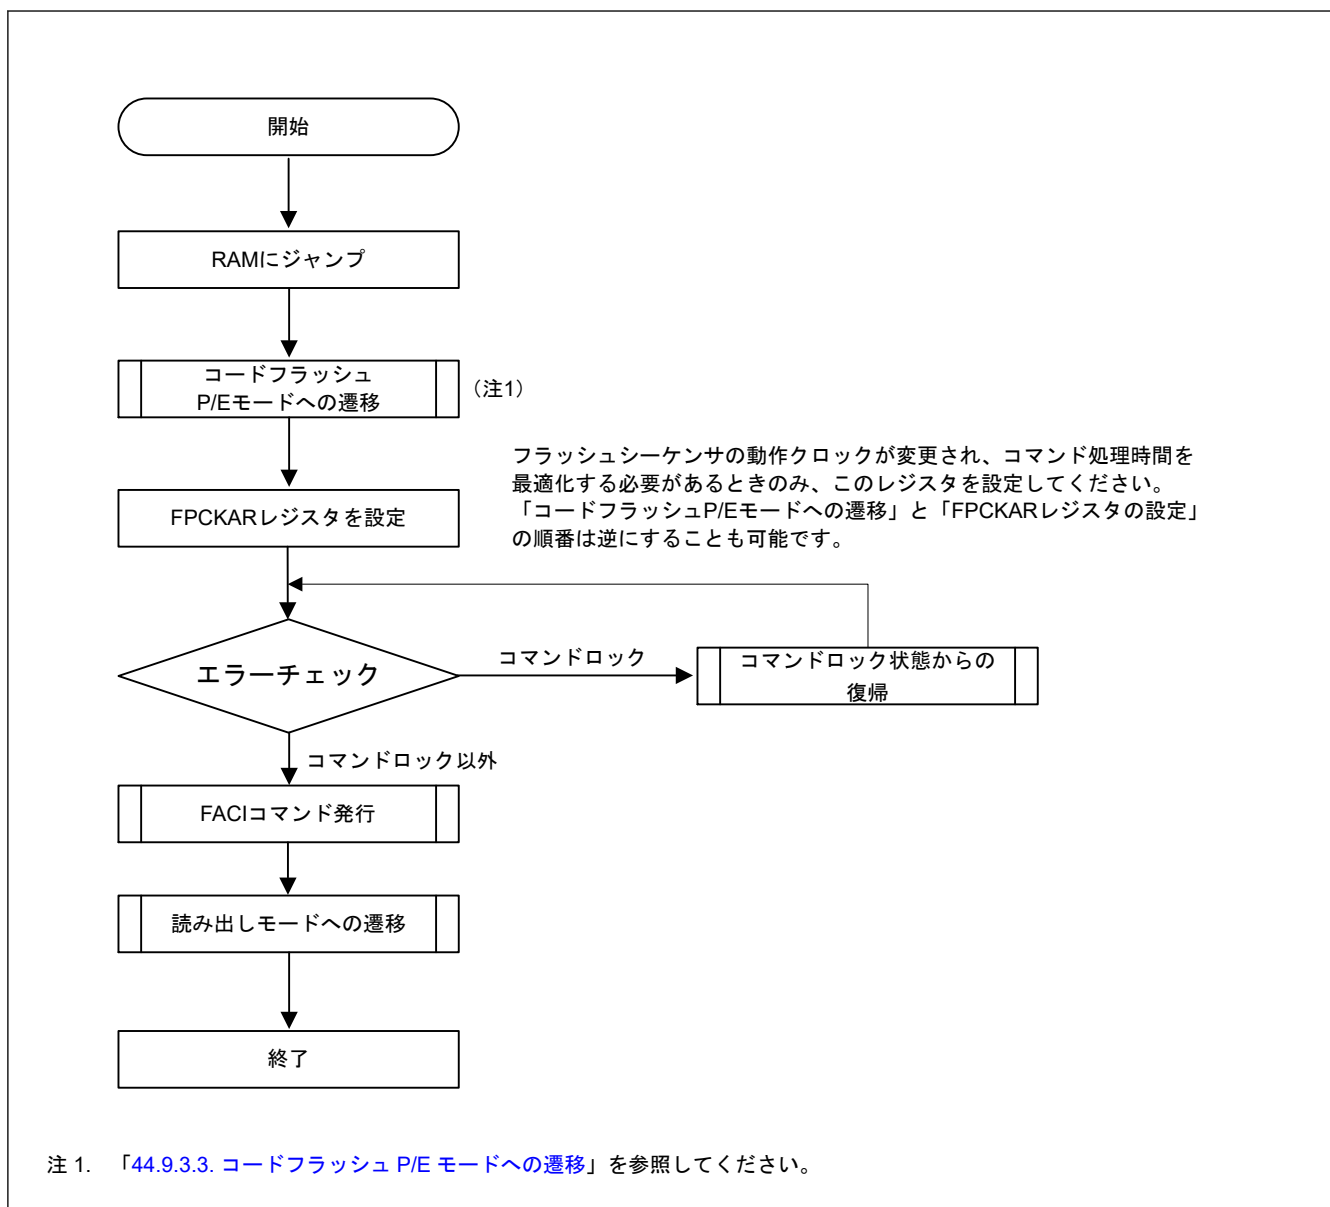 開始
RAMにジャンプ
コードフラッシュ
P/Eモードへの遷移
（注1）
フラッシュシーケンサの動作クロックが変更され、コマンド処理時間を
最適化する必要があるときのみ、このレジスタを設定してください。
「コードフラッシュP/Eモードへの遷移」と「FPCKARレジスタの設定」
の順番は逆にすることも可能です。
FPCKARレジスタを設定
エラーチェック
コマンドロック
コマンドロック状態からの
復帰
コマンドロック以外
FACIコマンド発行
読み出しモードへの遷移
終了
注 1. 「44.9.3.3. コードフラッシュ P/E モードへの遷移」を参照してください。